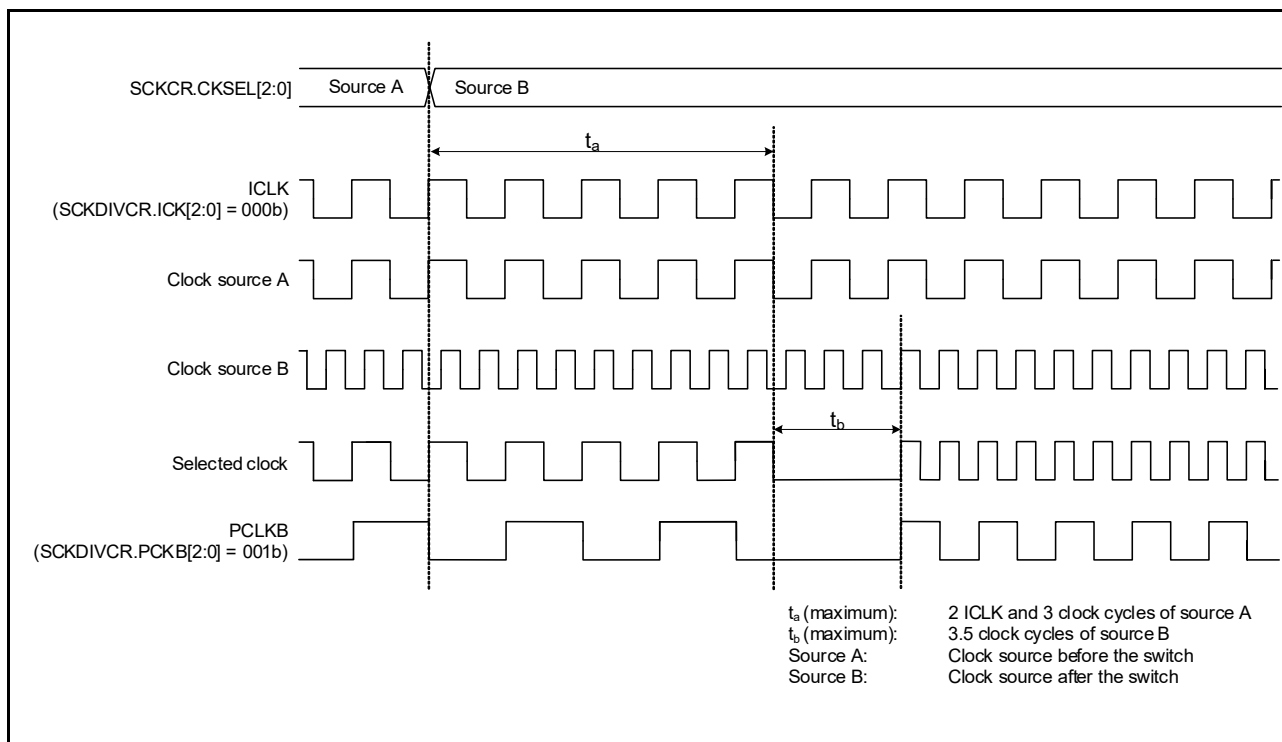 SCKCR.CKSEL[2:0]
Source A
Source B
ta
ICLK
(SCKDIVCR.ICK[2:0] = 000b)
Clock source A
Clock source B
tb
Selected clock
PCLKB
(SCKDIVCR.PCKB[2:0] = 001b)
ta (maximum): 2 ICLK and 3 clock cycles of source A
tb (maximum): 3.5 clock cycles of source B
Source A: Clock source before the switch
Source B: Clock source after the switch